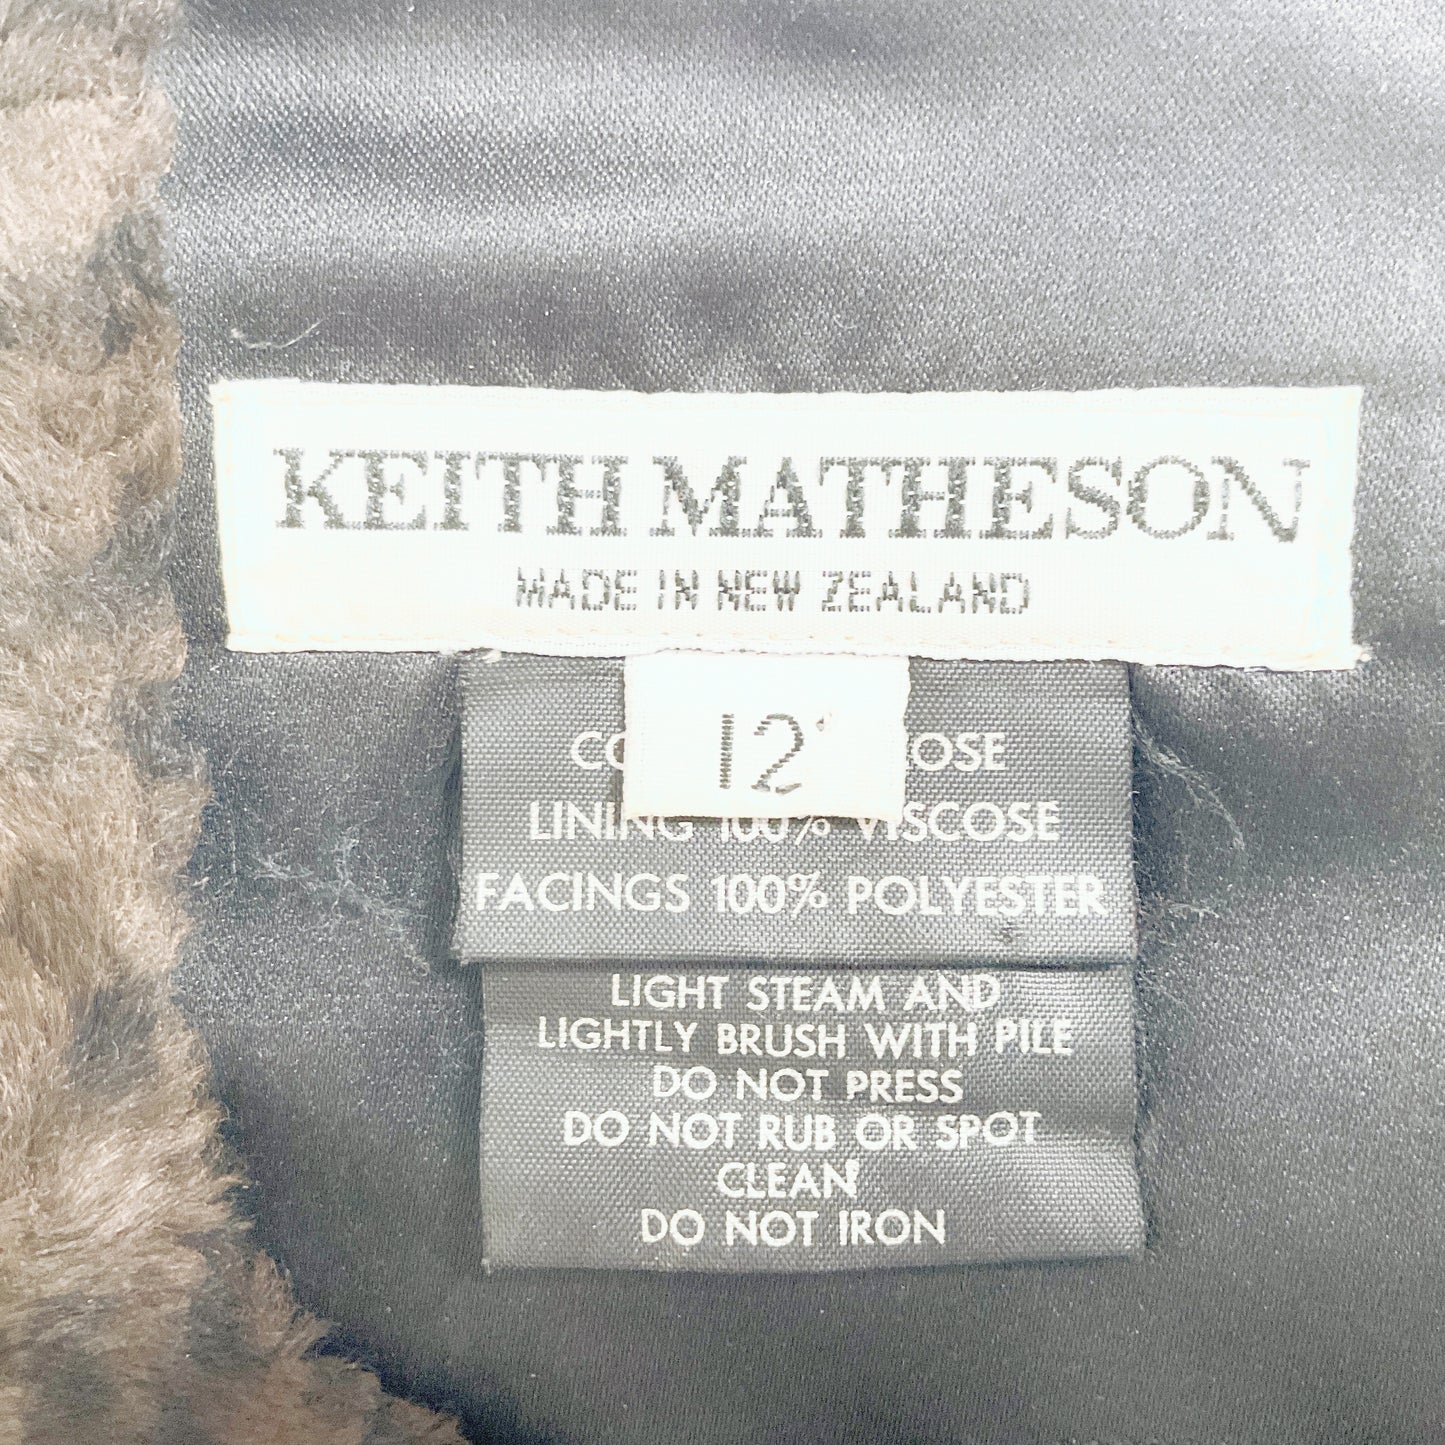 KEITH MATHESON
MADE IN NEW ZEALAND
12
LINING 100% VISCOSE
FACINGS 100% POLYESTER
LIGHT STEAM AND
LIGHTLY BRUSH WITH PILE
DO NOT PRESS
DO NOT RUB OR SPOT
CLEAN
DO NOT IRON